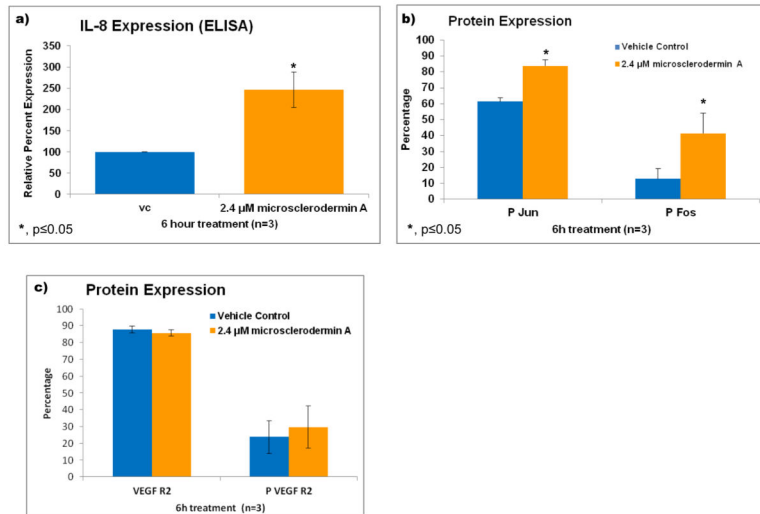 a)
IL-8 Expression (ELISA)
Relative Percent Expression
350
300
250
200
150
100
50
0
*
vc
2.4 µM microsclerodermin A
6 hour treatment (n=3)
*, p≤0.05
b)
Protein Expression
Percentage
100
90
80
70
60
50
40
30
20
10
0
Vehicle Control
2.4 µM microsclerodermin A
*
*
P Jun
P Fos
*, p≤0.05
6h treatment (n=3)
c)
Protein Expression
Percentage
100
90
80
70
60
50
40
30
20
10
0
Vehicle Control
2.4 µM microsclerodermin A
VEGF R2
P VEGF R2
6h treatment (n=3)